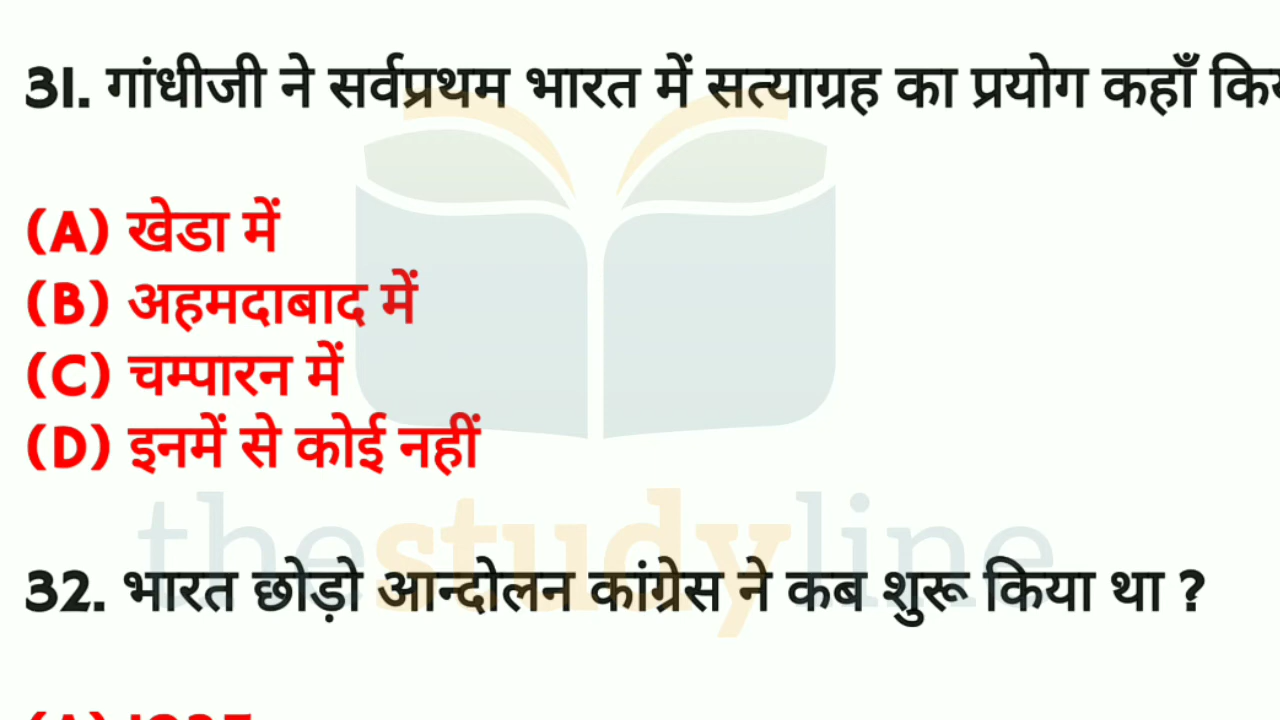 31. गांधीजी ने सर्वप्रथम भारत में सत्याग्रह का प्रयोग कहाँ
(A) खेडा में
(B) अहमदाबाद में
(C) चम्पारन में
(D) इनमें से कोई नहीं
thestudyline
32. भारत छोड़ो आन्दोलन कांग्रेस ने कब शुरू किया था ?